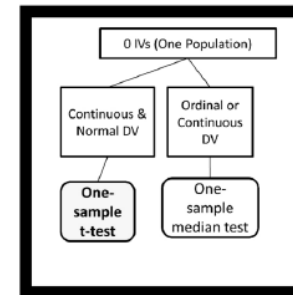 0 IVs (One Population)
Continuous &
Normal DV
Ordinal or
Continuous
DV
One-
sample
t-test
One-
sample
median test